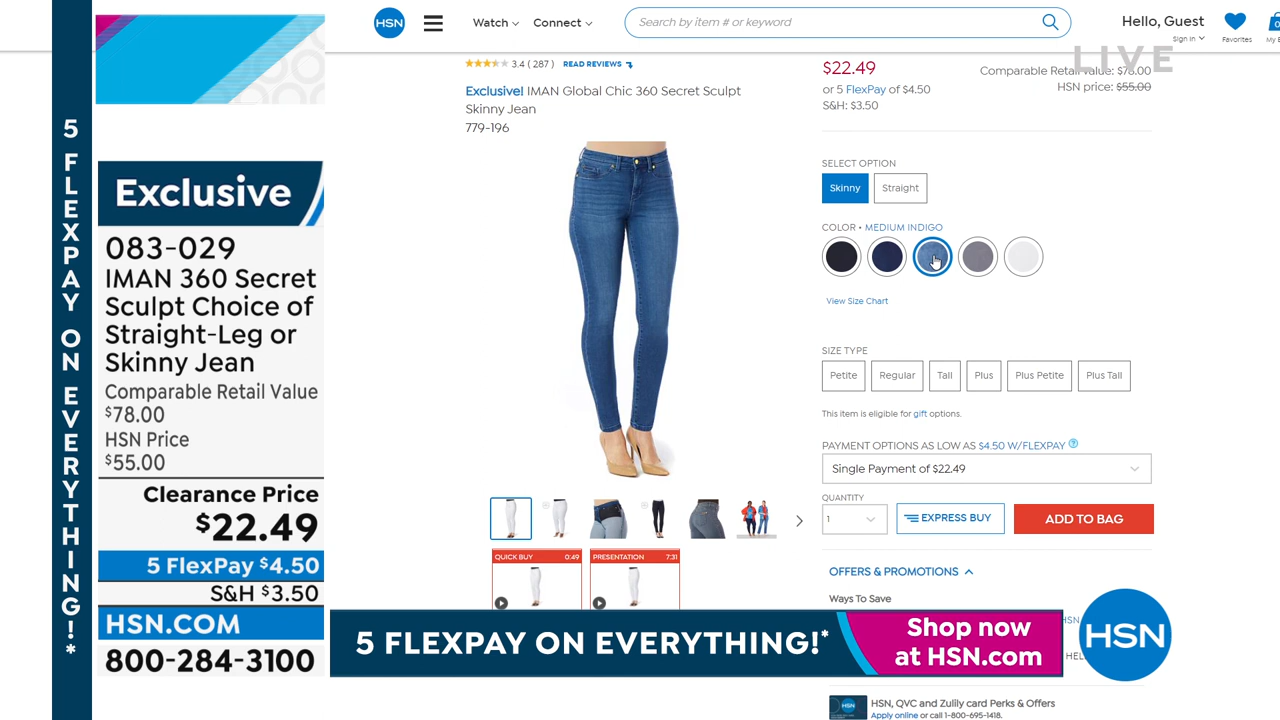 5 FLEXPAY ON EVERYTHING!*
Exclusive
083-029
IMAN 360 Secret
Sculpt Choice of
Straight-Leg or
Skinny Jean
Comparable Retail Value
$78.00
HSN Price
$55.00
Clearance Price
$22.49
5 FlexPay $4.50
S&H $3.50
HSN.COM
800-284-3100
HSN
Watch
Connect
Search by item # or keyword
Hello, Guest
Sign In
Favorites
My
0
LIVE
3.4 ( 287 )
READ REVIEWS
Exclusive! IMAN Global Chic 360 Secret Sculpt
Skinny Jean
779-196
$22.49
or 5 FlexPay of $4.50
S&H: $3.50
Comparable Retail Value: $78.00
HSN price: $55.00
SELECT OPTION
Skinny
Straight
COLOR • MEDIUM INDIGO
View Size Chart
SIZE TYPE
Petite
Regular
Tall
Plus
Plus Petite
Plus Tall
This item is eligible for gift options.
PAYMENT OPTIONS AS LOW AS $4.50 W/FLEXPAY ?
Single Payment of $22.49
QUANTITY
1
EXPRESS BUY
ADD TO BAG
QUICK BUY 0:49
PRESENTATION 7:31
OFFERS & PROMOTIONS
Ways To Save
5 FLEXPAY ON EVERYTHING!*
Shop now
at HSN.com
HSN
HSN
HSN, QVC and Zulily card Perks & Offers
Apply online or call 1-800-695-1418.